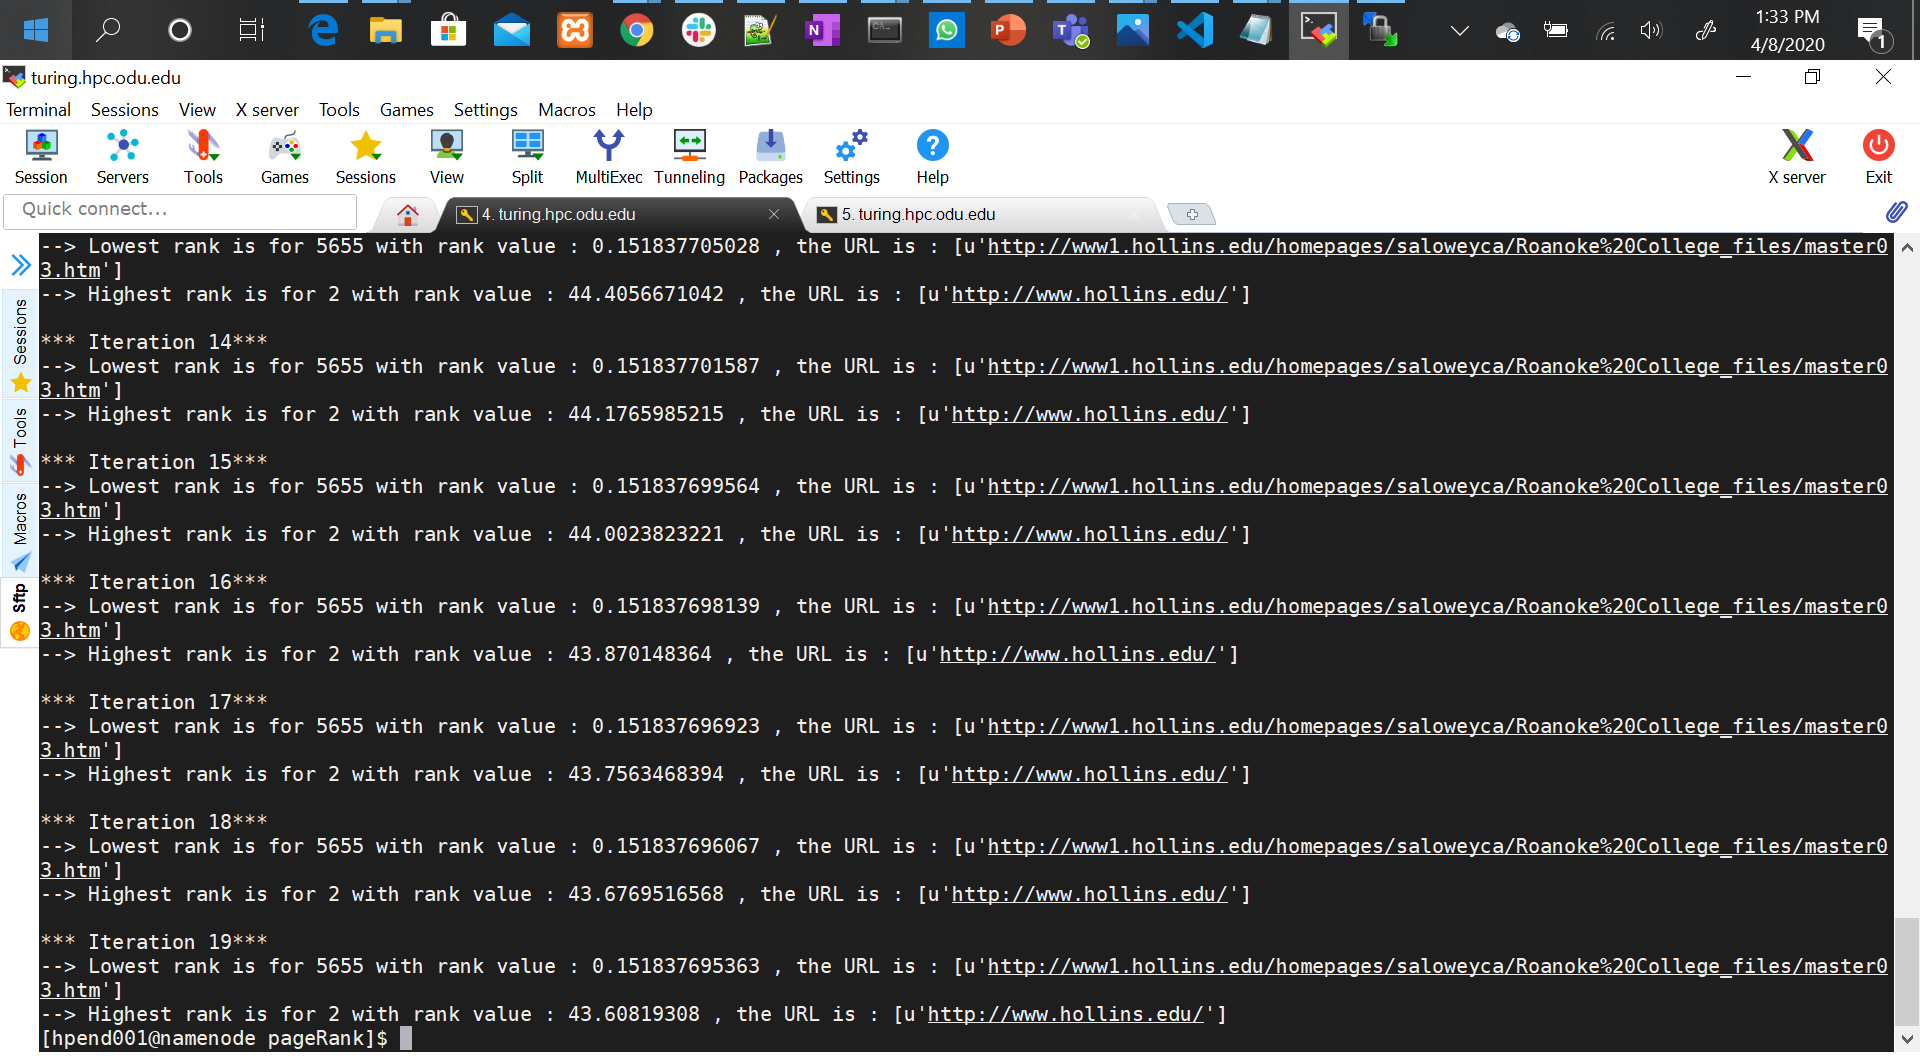 1:33 PM
4/8/2020
1
turing.hpc.odu.edu
Terminal Sessions View X server Tools Games Settings Macros Help
Session Servers Tools Games Sessions View Split MultiExec Tunneling Packages Settings Help X server Exit
Quick connect...
4. turing.hpc.odu.edu
5. turing.hpc.odu.edu
Sessions
Tools
Macros
Sftp
--> Lowest rank is for 5655 with rank value : 0.151837705028 , the URL is : [u'http://www1.hollins.edu/homepages/saloweyca/Roanoke%20College_files/master0
3.htm']
--> Highest rank is for 2 with rank value : 44.4056671042 , the URL is : [u'http://www.hollins.edu/']
*** Iteration 14***
--> Lowest rank is for 5655 with rank value : 0.151837701587 , the URL is : [u'http://www1.hollins.edu/homepages/saloweyca/Roanoke%20College_files/master0
3.htm']
--> Highest rank is for 2 with rank value : 44.1765985215 , the URL is : [u'http://www.hollins.edu/']
*** Iteration 15***
--> Lowest rank is for 5655 with rank value : 0.151837699564 , the URL is : [u'http://www1.hollins.edu/homepages/saloweyca/Roanoke%20College_files/master0
3.htm']
--> Highest rank is for 2 with rank value : 44.0023823221 , the URL is : [u'http://www.hollins.edu/']
*** Iteration 16***
--> Lowest rank is for 5655 with rank value : 0.151837698139 , the URL is : [u'http://www1.hollins.edu/homepages/saloweyca/Roanoke%20College_files/master0
3.htm']
--> Highest rank is for 2 with rank value : 43.870148364 , the URL is : [u'http://www.hollins.edu/']
*** Iteration 17***
--> Lowest rank is for 5655 with rank value : 0.151837696923 , the URL is : [u'http://www1.hollins.edu/homepages/saloweyca/Roanoke%20College_files/master0
3.htm']
--> Highest rank is for 2 with rank value : 43.7563468394 , the URL is : [u'http://www.hollins.edu/']
*** Iteration 18***
--> Lowest rank is for 5655 with rank value : 0.151837696067 , the URL is : [u'http://www1.hollins.edu/homepages/saloweyca/Roanoke%20College_files/master0
3.htm']
--> Highest rank is for 2 with rank value : 43.6769516568 , the URL is : [u'http://www.hollins.edu/']
*** Iteration 19***
--> Lowest rank is for 5655 with rank value : 0.151837695363 , the URL is : [u'http://www1.hollins.edu/homepages/saloweyca/Roanoke%20College_files/master0
3.htm']
--> Highest rank is for 2 with rank value : 43.60819308 , the URL is : [u'http://www.hollins.edu/']
[hpend001@namenode pageRank]$